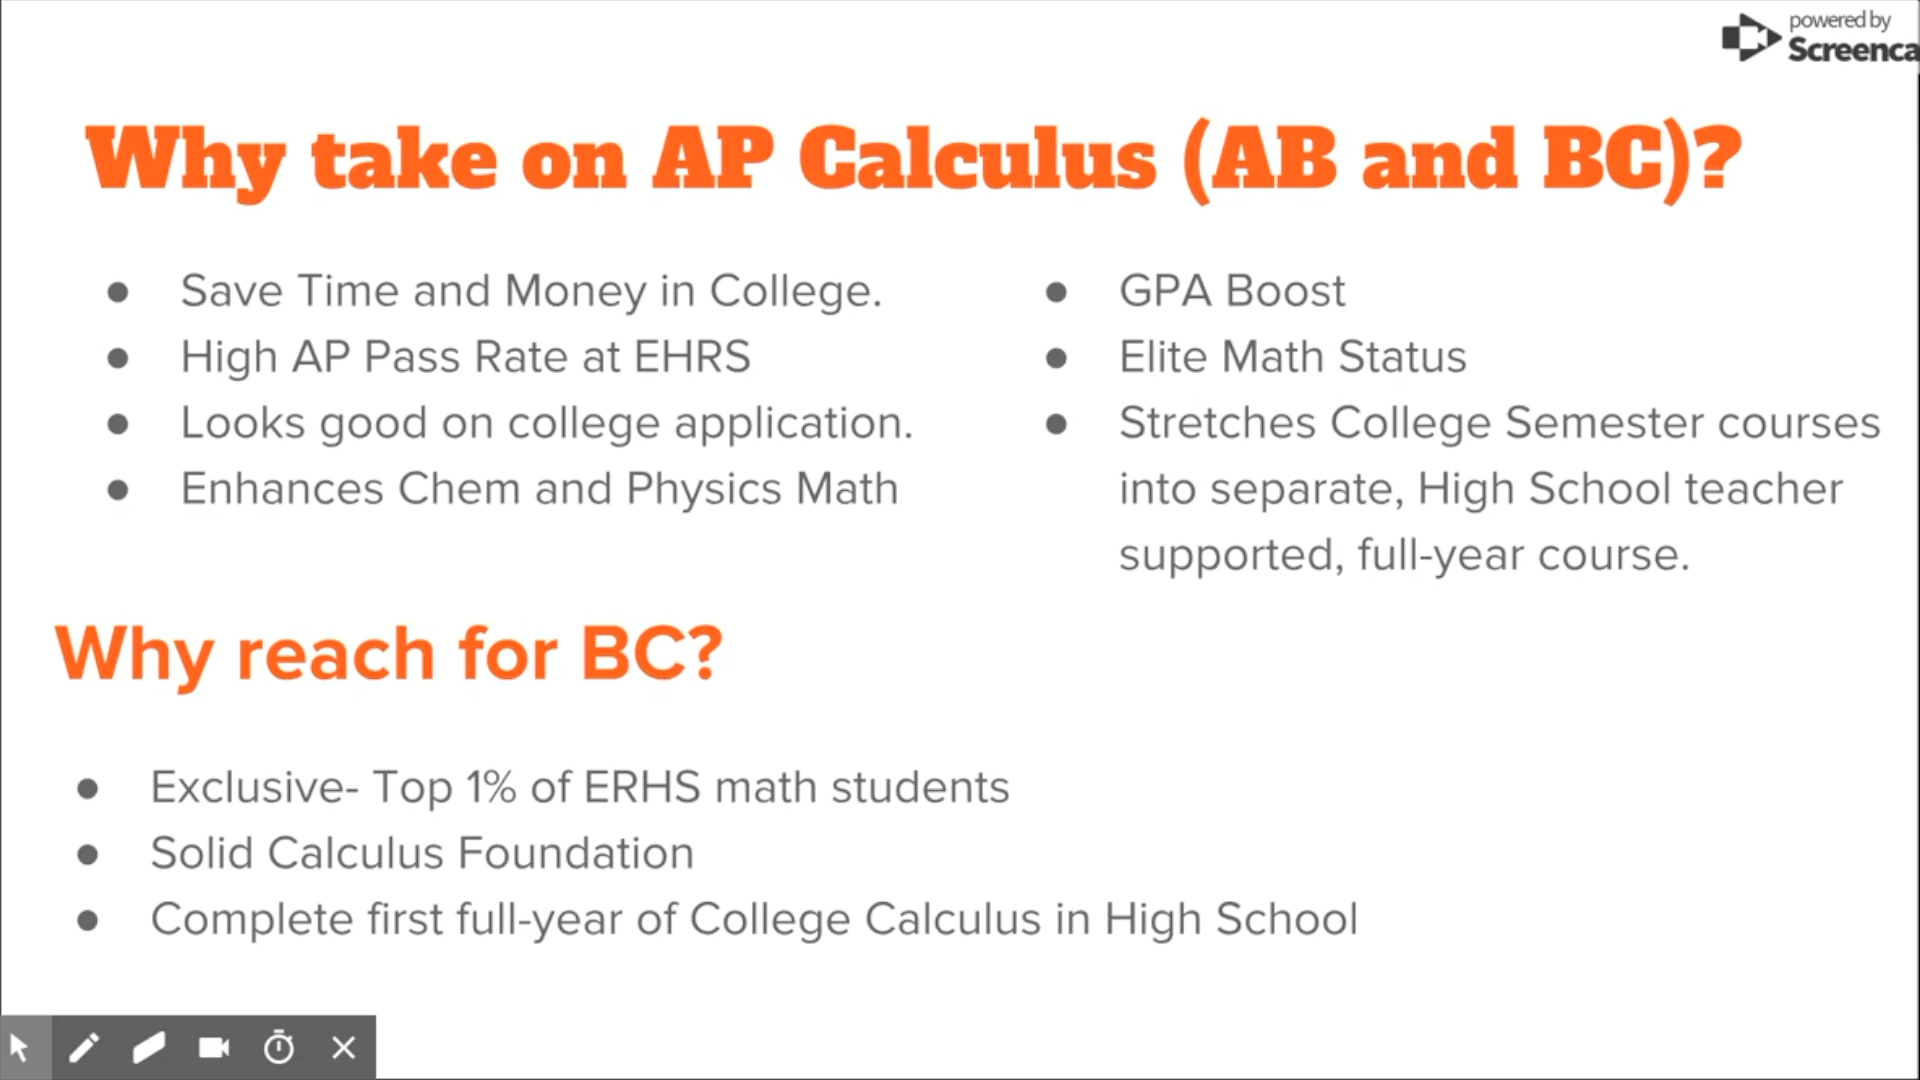 powered by
Screenca
Why take on AP Calculus (AB and BC)?
● Save Time and Money in College.
● High AP Pass Rate at EHRS
● Looks good on college application.
● Enhances Chem and Physics Math
● GPA Boost
● Elite Math Status
● Stretches College Semester courses
into separate, High School teacher
supported, full-year course.
Why reach for BC?
● Exclusive- Top 1% of ERHS math students
● Solid Calculus Foundation
● Complete first full-year of College Calculus in High School